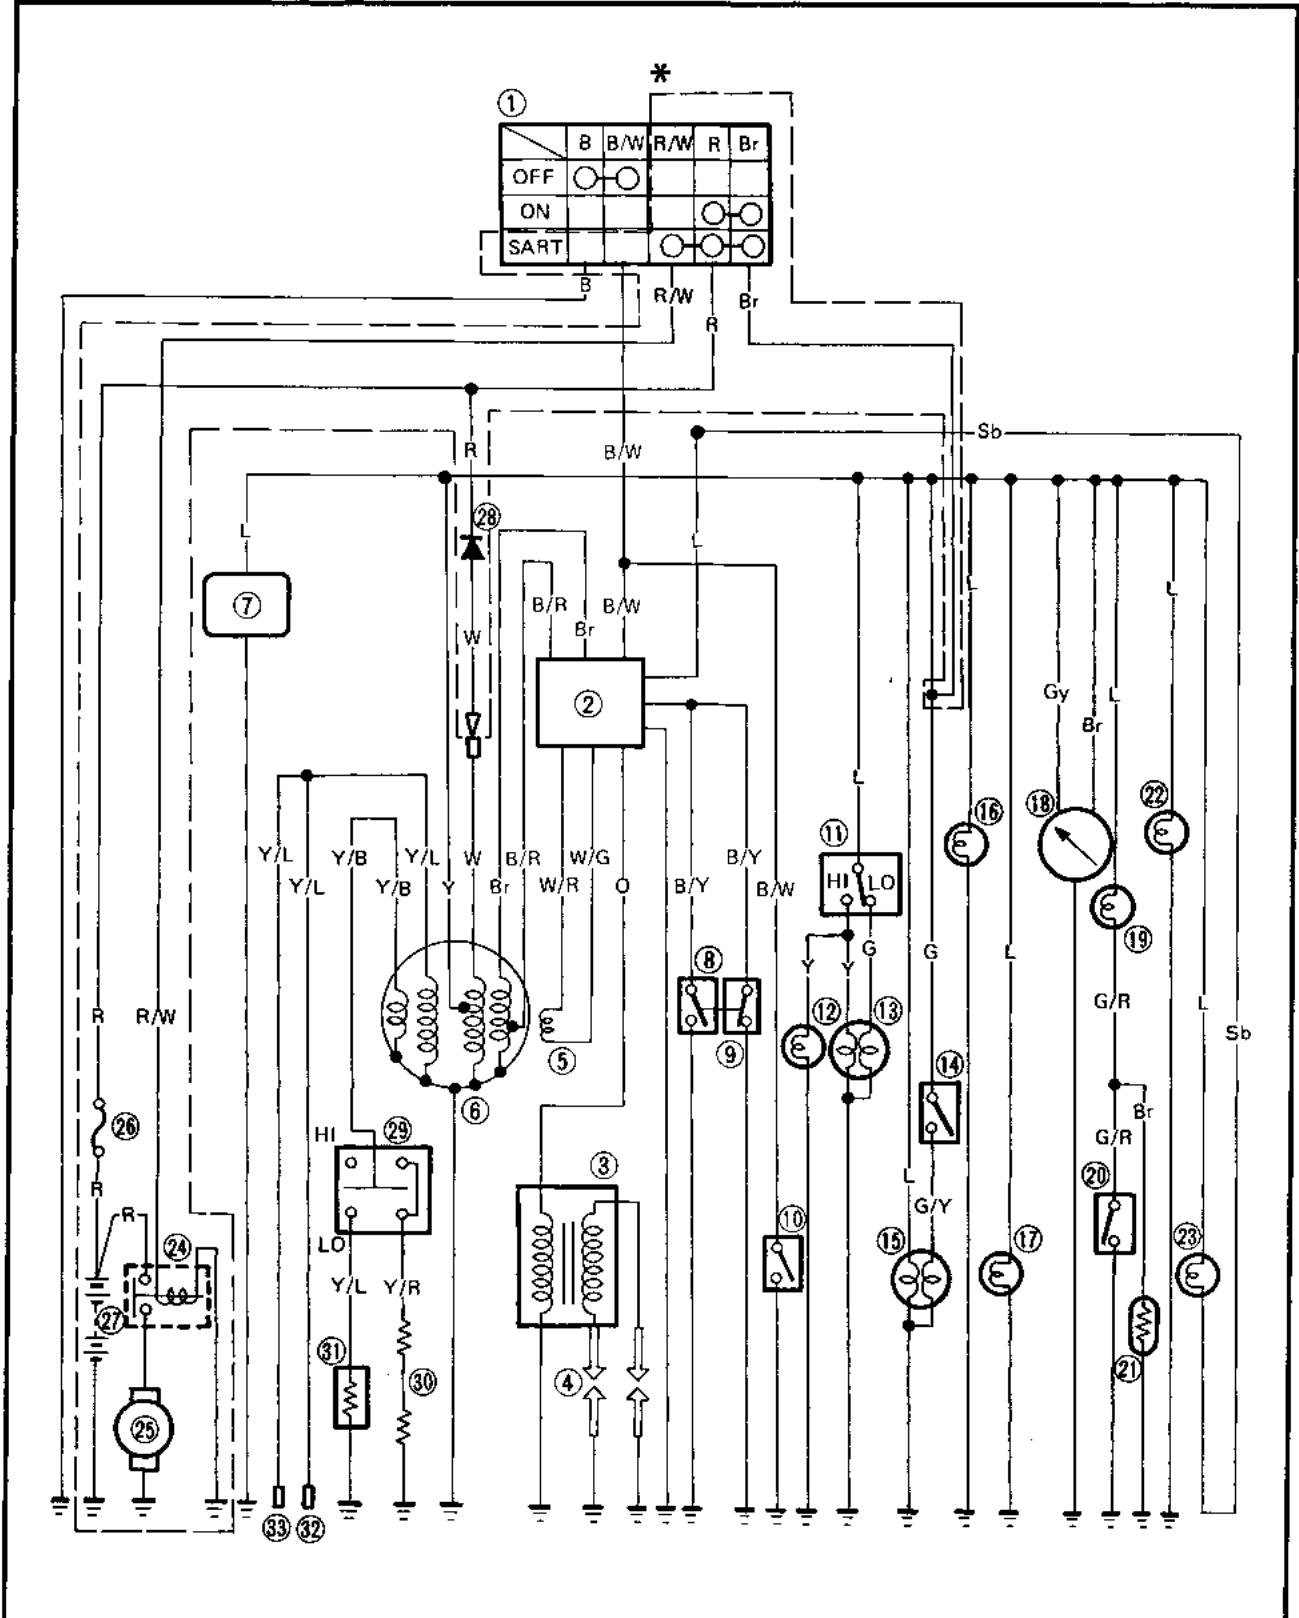 *
①
B B/W R/W R Br
OFF
ON
SART
B
R/W
Br
R
Sb
R
B/W
L
28
L
⑦
B/R
B/W
Br
W
L
L
②
Gy
L
Br
L
⑯
⑱
㉒
⑪
HI LO
Y/L
Y/B
Y/L
W
B/R
W/G
B/Y
Y/L
Y/B
Y
Br
W/R
O
B/Y
B/W
Y
Y
G
G
L
⑲
⑧
R
R/W
G/R
L
⑫
⑬
Sb
⑤
⑨
⑭
⑥
㉖
HI
㉙
Br
G/R
③
⑳
L
R
G/Y
R
⑩
㉔
LO
⑮
⑰
㉓
Y/L
Y/R
㉗
㉛
④
㉚
㉑
㉕
㉝
㉜